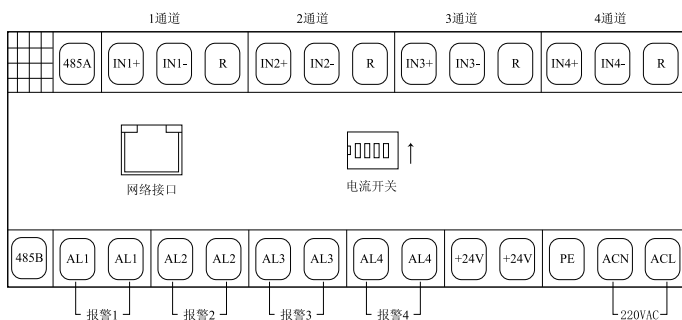 1通道 2通道 3通道 4通道
485A IN1+ IN1- R IN2+ IN2- R IN3+ IN3- R IN4+ IN4- R
网络接口 电流开关
485B AL1 AL1 AL2 AL2 AL3 AL3 AL4 AL4 +24V +24V PE ACN ACL
报警1 报警2 报警3 报警4 220VAC